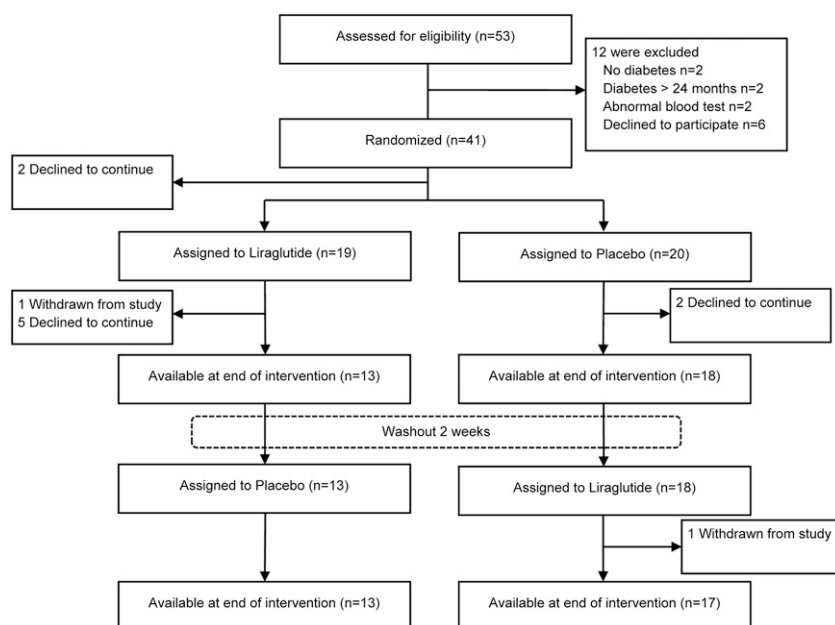 Assessed for eligibility (n=53)
12 were excluded
No diabetes n=2
Diabetes > 24 months n=2
Abnormal blood test n=2
Declined to participate n=6
Randomized (n=41)
2 Declined to continue
Assigned to Liraglutide (n=19)
Assigned to Placebo (n=20)
1 Withdrawn from study
5 Declined to continue
2 Declined to continue
Available at end of intervention (n=13)
Available at end of intervention (n=18)
Washout 2 weeks
Assigned to Placebo (n=13)
Assigned to Liraglutide (n=18)
1 Withdrawn from study
Available at end of intervention (n=13)
Available at end of intervention (n=17)